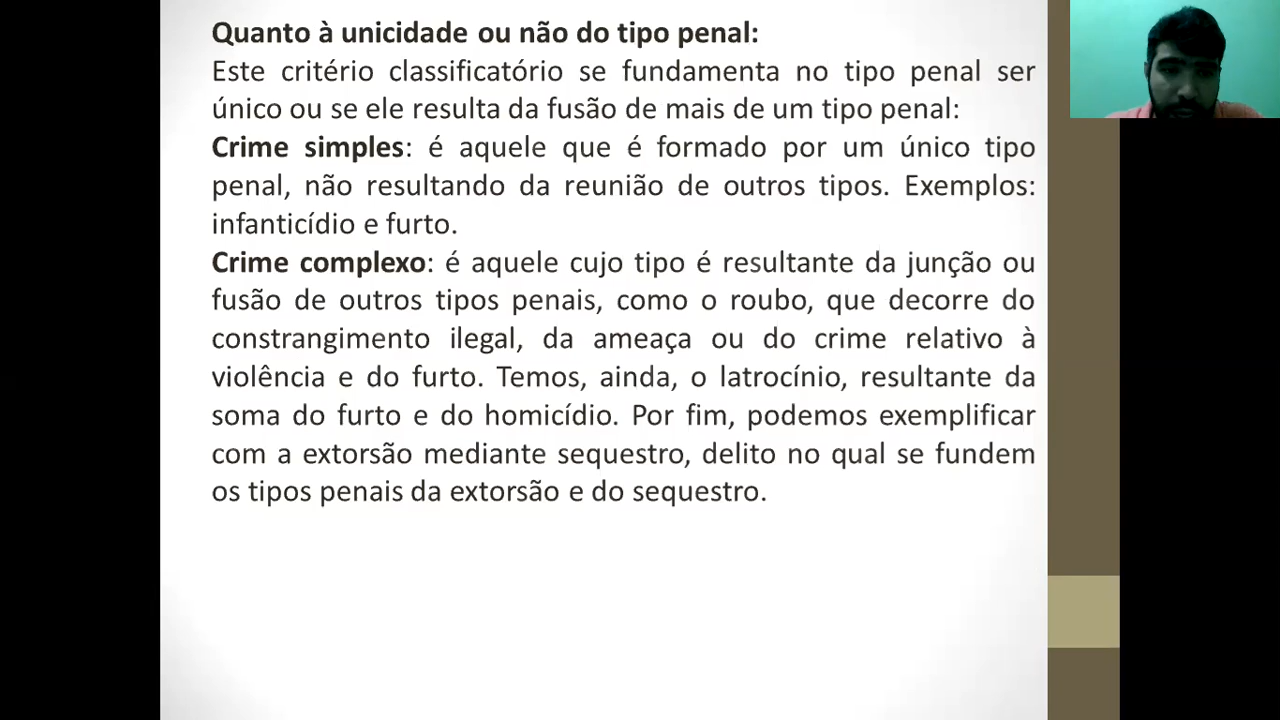 Quanto à unicidade ou não do tipo penal:
Este critério classificatório se fundamenta no tipo penal ser
único ou se ele resulta da fusão de mais de um tipo penal:
Crime simples: é aquele que é formado por um único tipo
penal, não resultando da reunião de outros tipos. Exemplos:
infanticídio e furto.
Crime complexo: é aquele cujo tipo é resultante da junção ou
fusão de outros tipos penais, como o roubo, que decorre do
constrangimento ilegal, da ameaça ou do crime relativo à
violência e do furto. Temos, ainda, o latrocínio, resultante da
soma do furto e do homicídio. Por fim, podemos exemplificar
com a extorsão mediante sequestro, delito no qual se fundem
os tipos penais da extorsão e do sequestro.